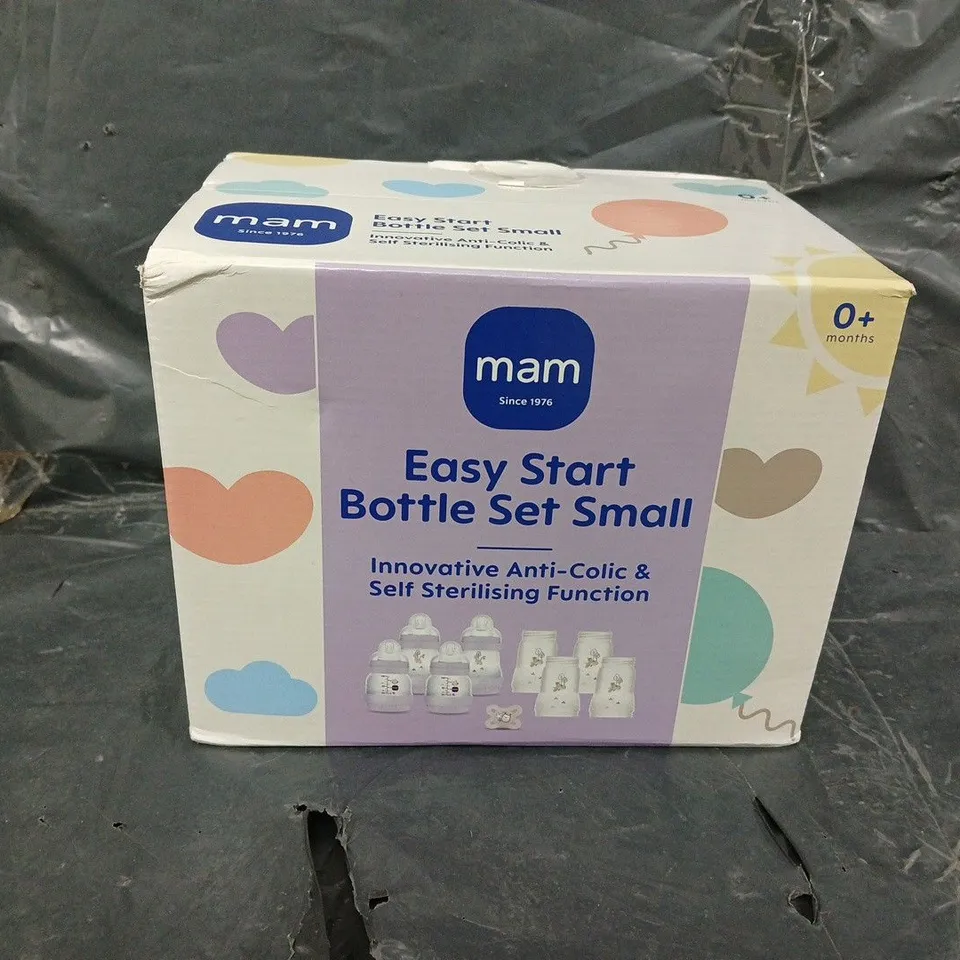 mam
Since 1976
Easy Start
Bottle Set Small
Innovative Anti-Colic &
Self Sterilising Function
0+
mam
Since 1976
0+
months
Easy Start
Bottle Set Small
Innovative Anti-Colic &
Self Sterilising Function